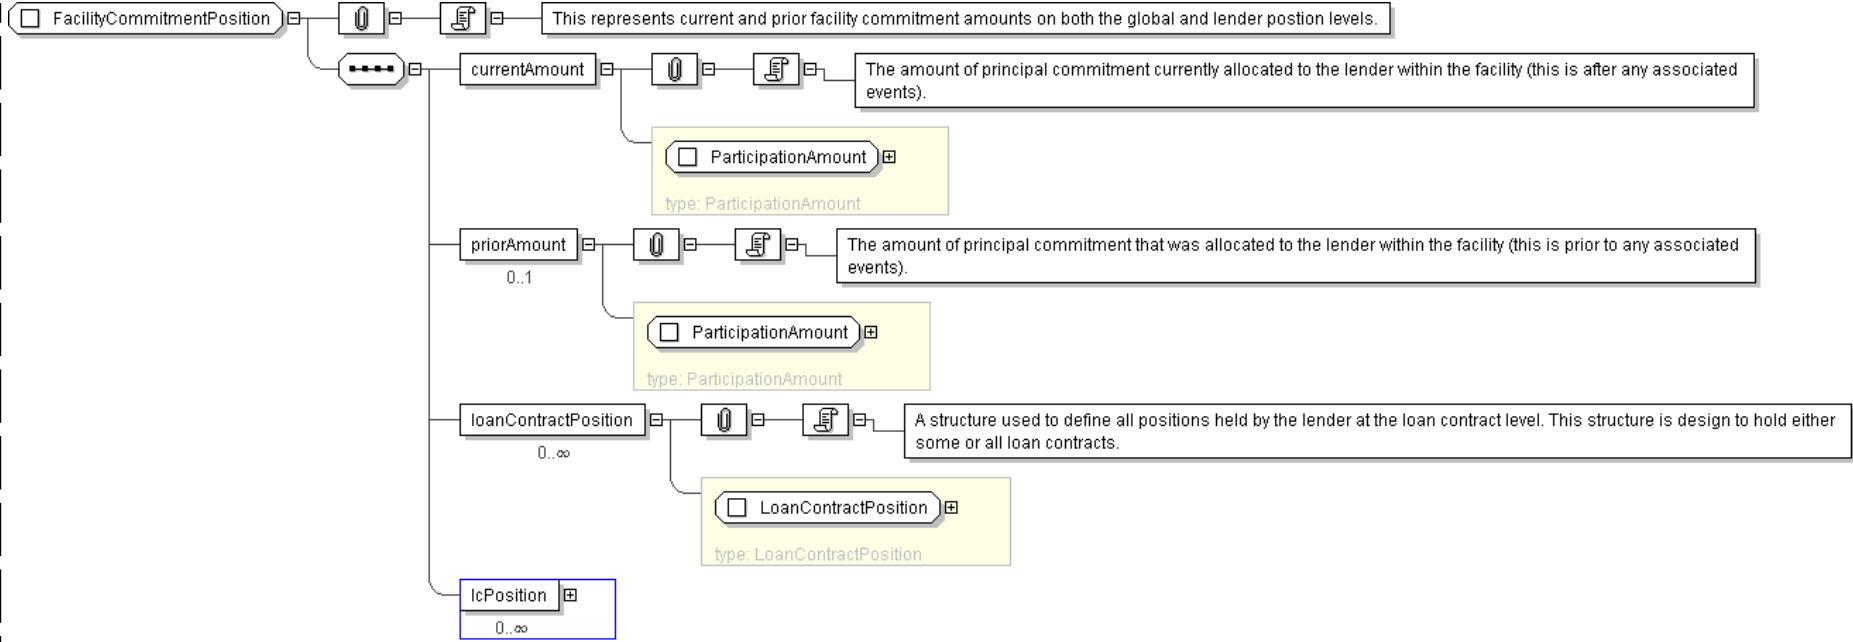 FacilityCommitmentPosition
This represents current and prior facility commitment amounts on both the global and lender postion levels.
currentAmount
The amount of principal commitment currently allocated to the lender within the facility (this is after any associated
events).
ParticipationAmount
type: ParticipationAmount
priorAmount
0..1
The amount of principal commitment that was allocated to the lender within the facility (this is prior to any associated
events).
ParticipationAmount
type: ParticipationAmount
loanContractPosition
0..∞
A structure used to define all positions held by the lender at the loan contract level. This structure is design to hold either
some or all loan contracts.
LoanContractPosition
type: LoanContractPosition
lcPosition
0..∞